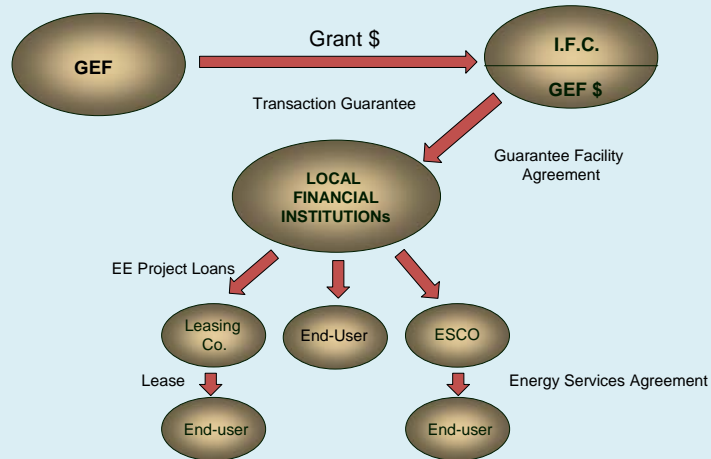 GEF
Grant $
I.F.C.
GEF $
Transaction Guarantee
Guarantee Facility
Agreement
LOCAL
FINANCIAL
INSTITUTIONs
EE Project Loans
Leasing
Co.
End-User
ESCO
Lease
Energy Services Agreement
End-user
End-user